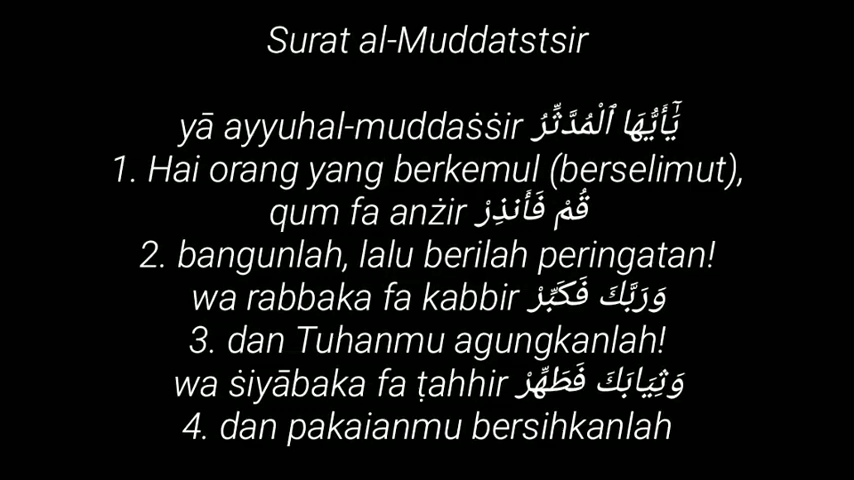 Surat al-Muddatstsir
yā ayyuhal-muddaṡṡir يَٰٓأَيُّهَا ٱلْمُدَّثِّرُ
1. Hai orang yang berkemul (berselimut),
qum fa anżir قُمْ فَأَنذِرْ
2. bangunlah, lalu berilah peringatan!
wa rabbaka fa kabbir وَرَبَّكَ فَكَبِّرْ
3. dan Tuhanmu agungkanlah!
wa ṡiyābaka fa ṭahhir وَثِيَابَكَ فَطَهِّرْ
4. dan pakaianmu bersihkanlah